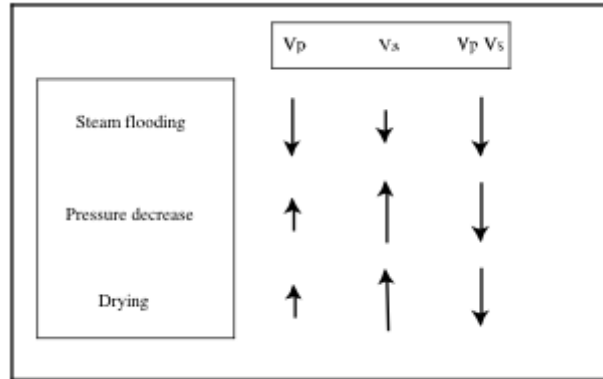 Vp Vs Vp Vs
Steam flooding
Pressure decrease
Drying